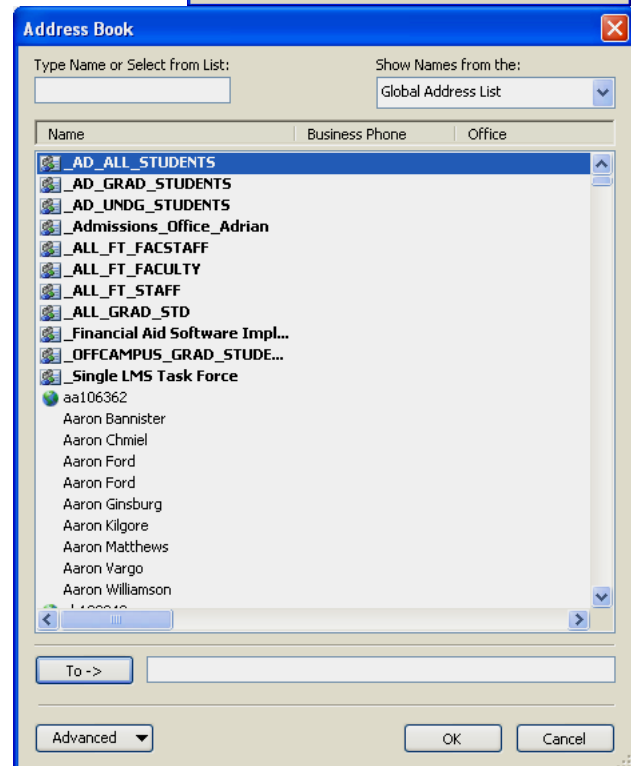 Address Book
Type Name or Select from List: Show Names from the:
Global Address List
Name Business Phone Office
_AD_ALL_STUDENTS
_AD_GRAD_STUDENTS
_AD_UNDG_STUDENTS
_Admissions_Office_Adrian
_ALL_FT_FACSTAFF
_ALL_FT_FACULTY
_ALL_FT_STAFF
_ALL_GRAD_STD
_Financial Aid Software Impl...
_OFFCAMPUS_GRAD_STUDE...
_Single LMS Task Force
aa106362
Aaron Bannister
Aaron Chmiel
Aaron Ford
Aaron Ford
Aaron Ginsburg
Aaron Kilgore
Aaron Matthews
Aaron Vargo
Aaron Williamson
To ->
Advanced OK Cancel